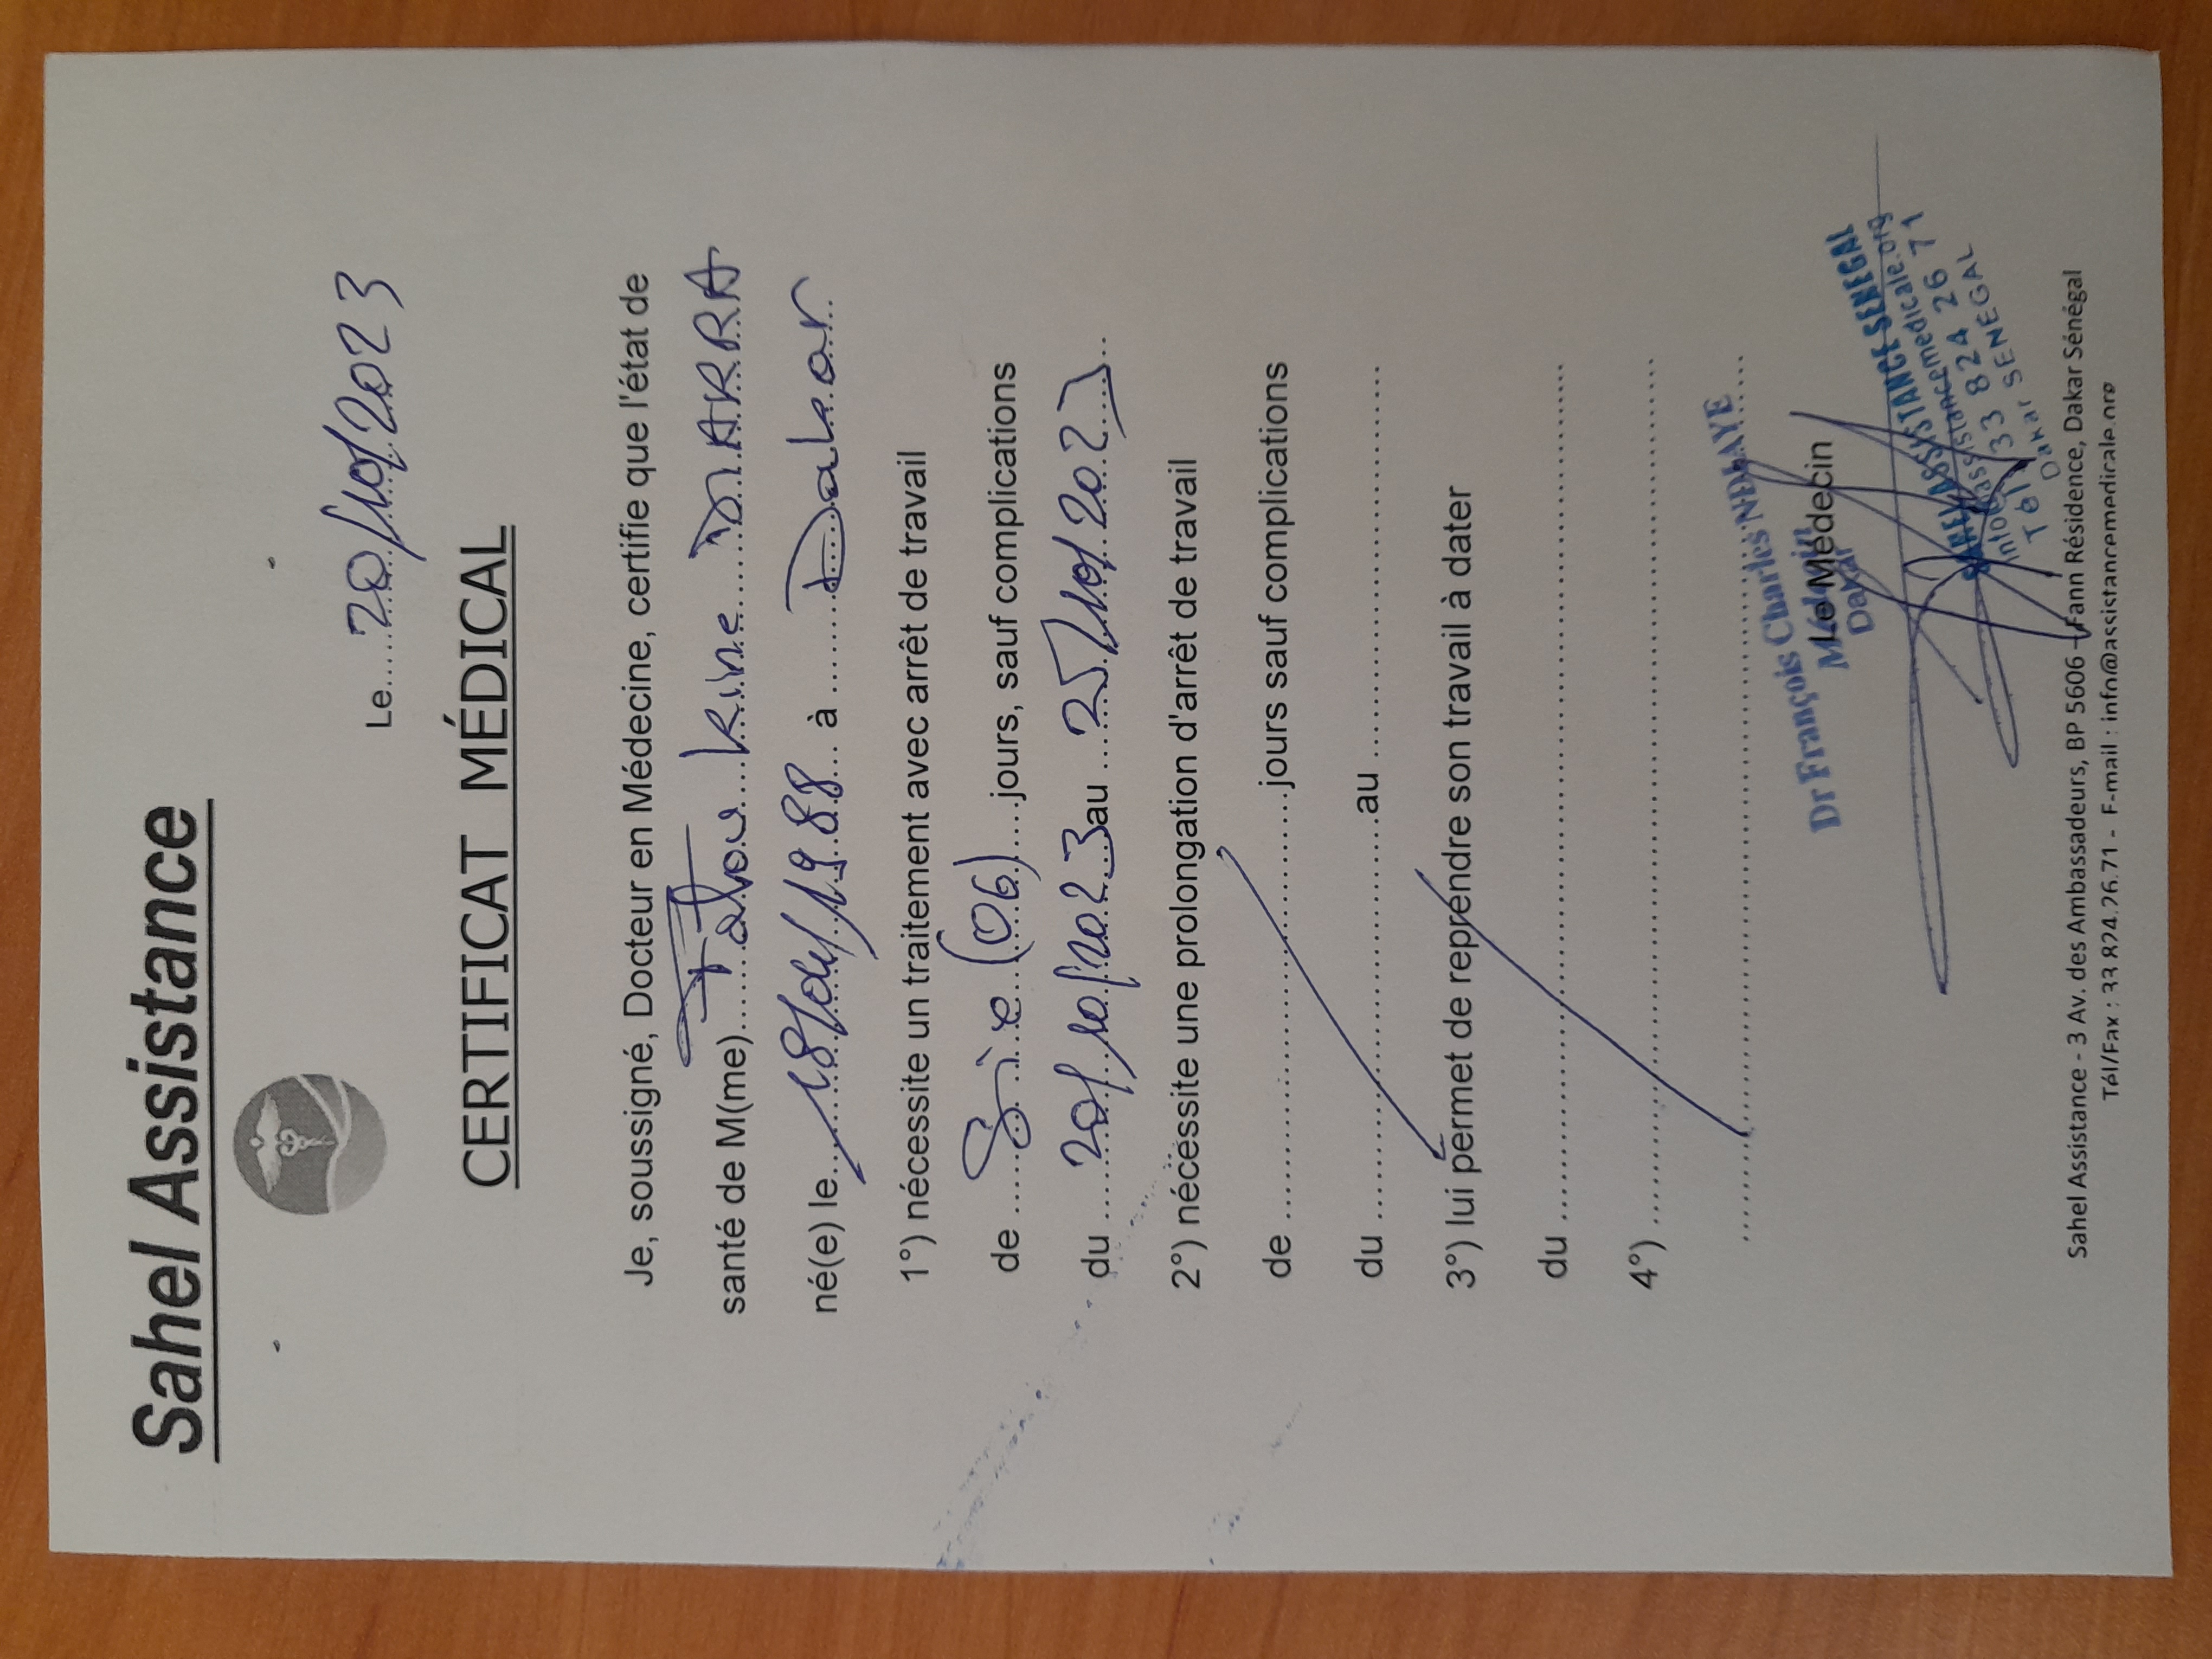 Sahel Assistance
Le....20/10/2023
CERTIFICAT MÉDICAL
Je, soussigné, Docteur en Médecine, certifie que l'état de
santé de M(me)........Fatou Kine DIARRA
né(e) le....18/04/1988... à ........Dakar
1°) nécessite un traitement avec arrêt de travail
de ......Six (06)....jours, sauf complications
du ......20/10/2023au ....25/10/2023...
2°) nécessite une prolongation d'arrêt de travail
de ................................................jours sauf complications
du ................................................au ................................................
3°) lui permet de reprendre son travail à dater
du ................................................................................................
4°) ................................................................................................
................................................................................................
Dr François Charles NDIAYE
Médecin
Dakar
Le Médecin
SAHEL ASSISTANCE SENEGAL
info@assistancemedicale.org
Tél: 33 824 26 71
Dakar SENEGAL
Sahel Assistance - 3 Av. des Ambassadeurs, BP 5606 - Fann Résidence, Dakar Sénégal
Tél/Fax : 33.824.26.71 - E-mail : info@assistancemedicale.org